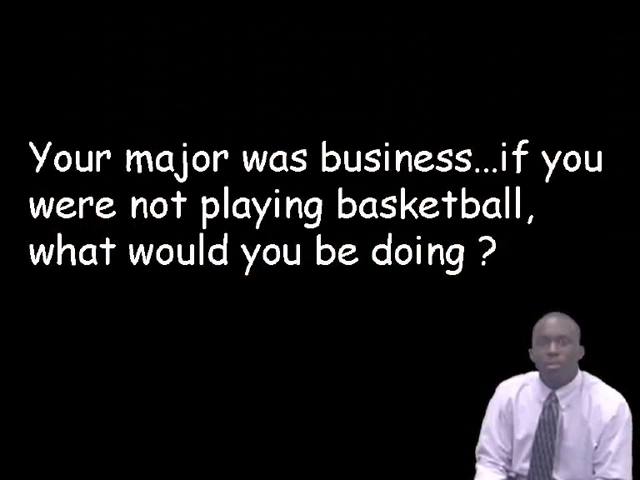 Your major was business...if you
were not playing basketball,
what would you be doing ?